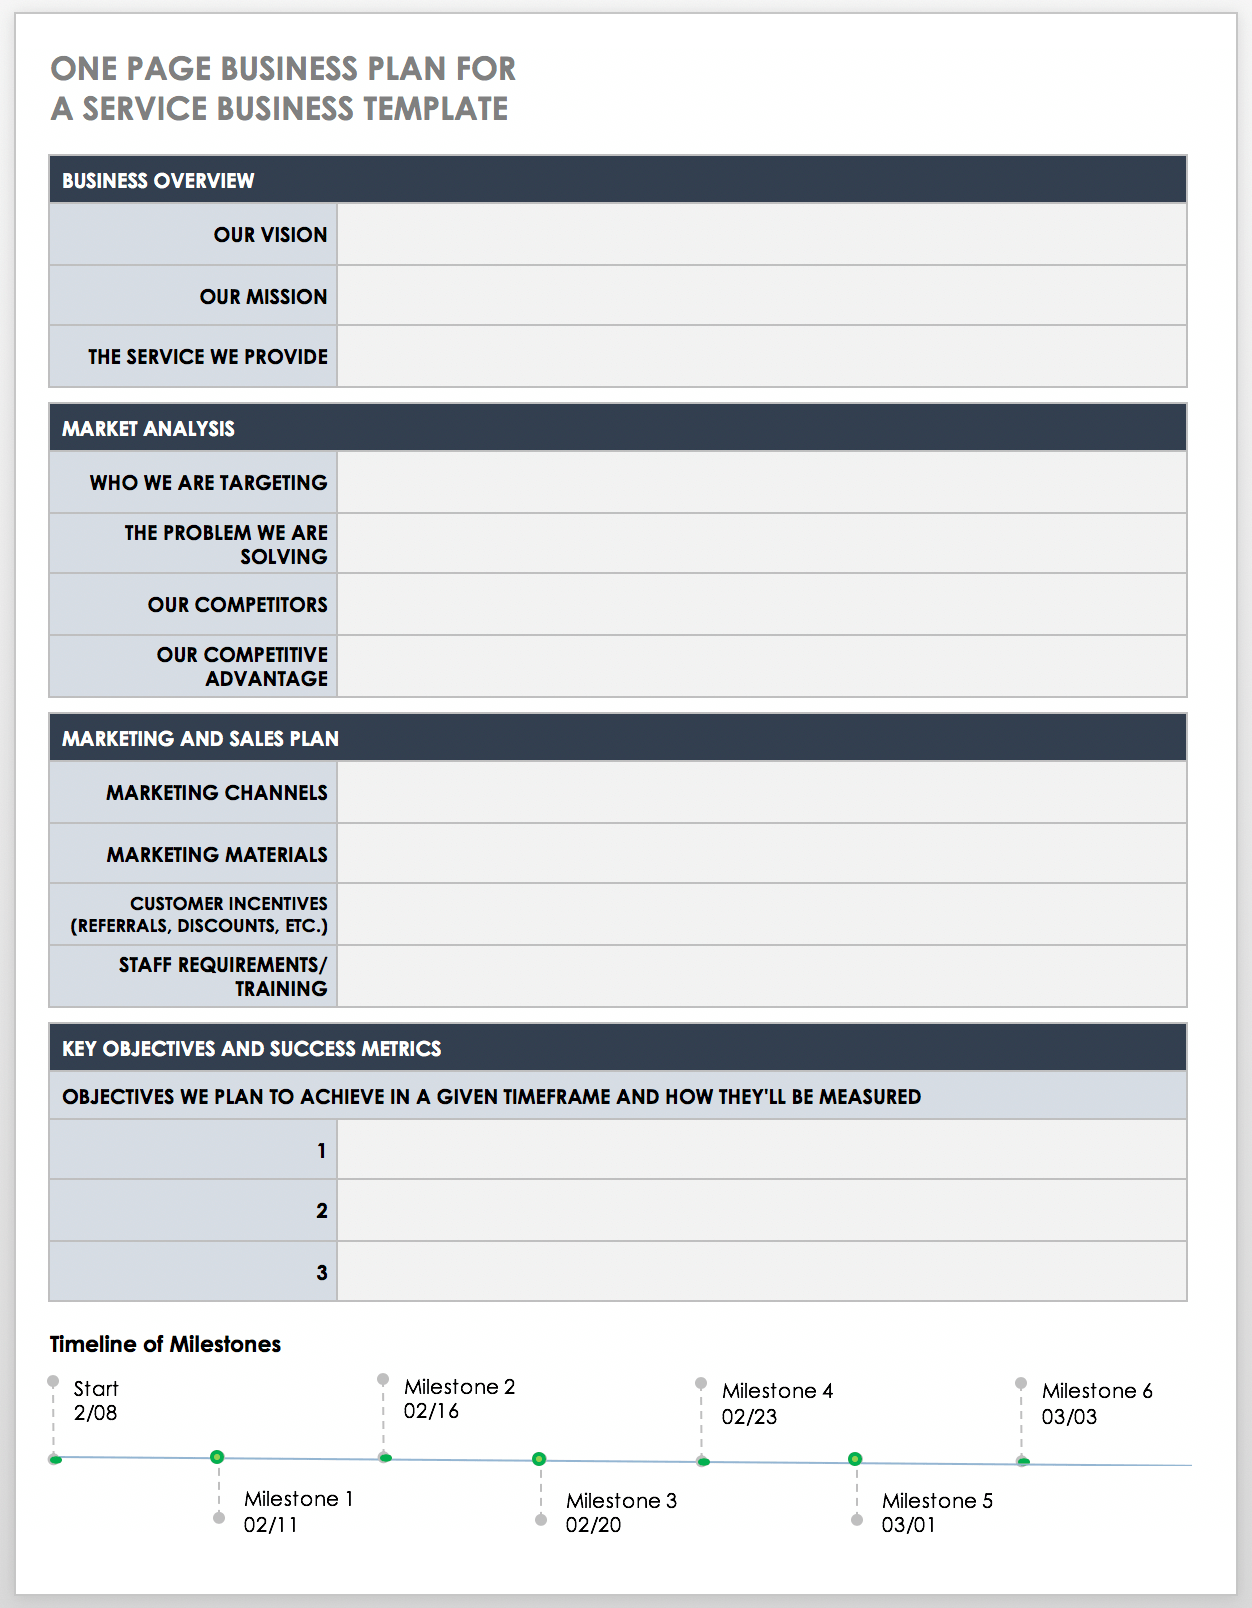 ONE PAGE BUSINESS PLAN FOR
A SERVICE BUSINESS TEMPLATE
BUSINESS OVERVIEW
OUR VISION
OUR MISSION
THE SERVICE WE PROVIDE
MARKET ANALYSIS
WHO WE ARE TARGETING
THE PROBLEM WE ARE
SOLVING
OUR COMPETITORS
OUR COMPETITIVE
ADVANTAGE
MARKETING AND SALES PLAN
MARKETING CHANNELS
MARKETING MATERIALS
CUSTOMER INCENTIVES
(REFERRALS, DISCOUNTS, ETC.)
STAFF REQUIREMENTS/
TRAINING
KEY OBJECTIVES AND SUCCESS METRICS
OBJECTIVES WE PLAN TO ACHIEVE IN A GIVEN TIMEFRAME AND HOW THEY'LL BE MEASURED
1
2
3
Timeline of Milestones
Start
2/08
Milestone 2
02/16
Milestone 4
02/23
Milestone 6
03/03
Milestone 1
02/11
Milestone 3
02/20
Milestone 5
03/01